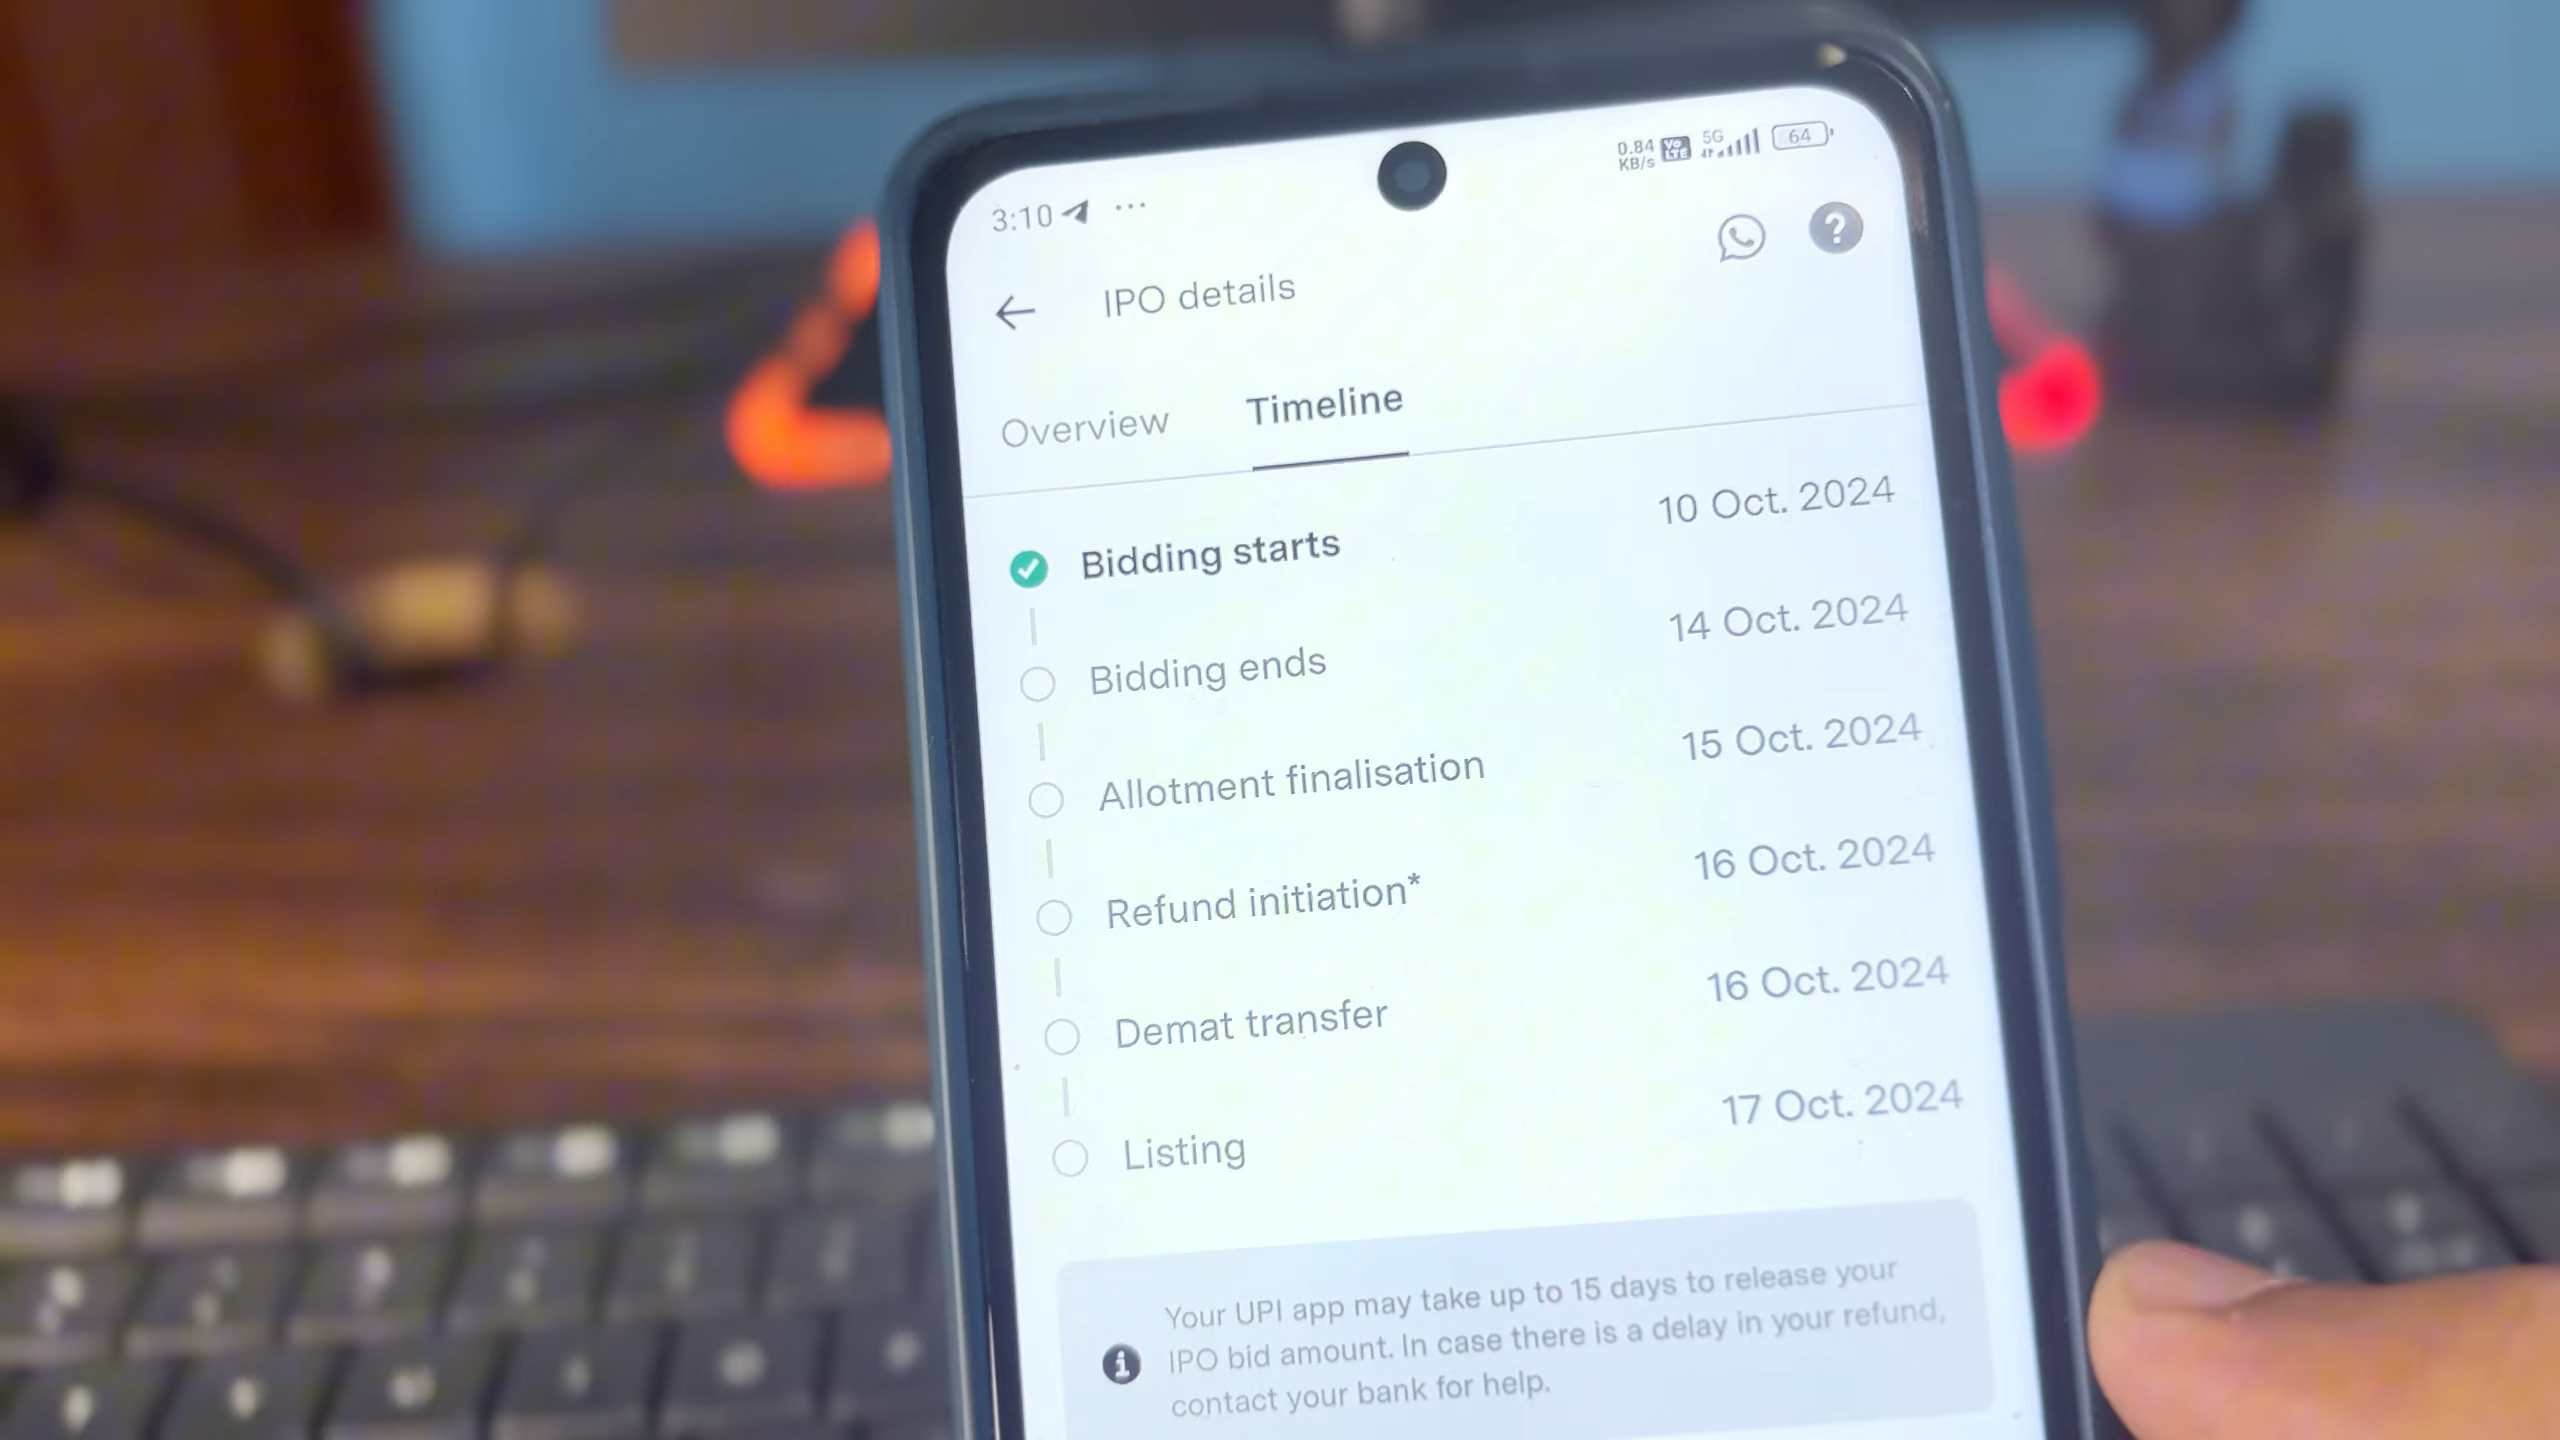 3:10 ...
0.84 KB/s Vo LTE 5G 64
IPO details
?
Overview Timeline
Bidding starts 10 Oct. 2024
Bidding ends 14 Oct. 2024
Allotment finalisation 15 Oct. 2024
Refund initiation* 16 Oct. 2024
Demat transfer 16 Oct. 2024
Listing 17 Oct. 2024
Your UPI app may take up to 15 days to release your
IPO bid amount. In case there is a delay in your refund,
contact your bank for help.